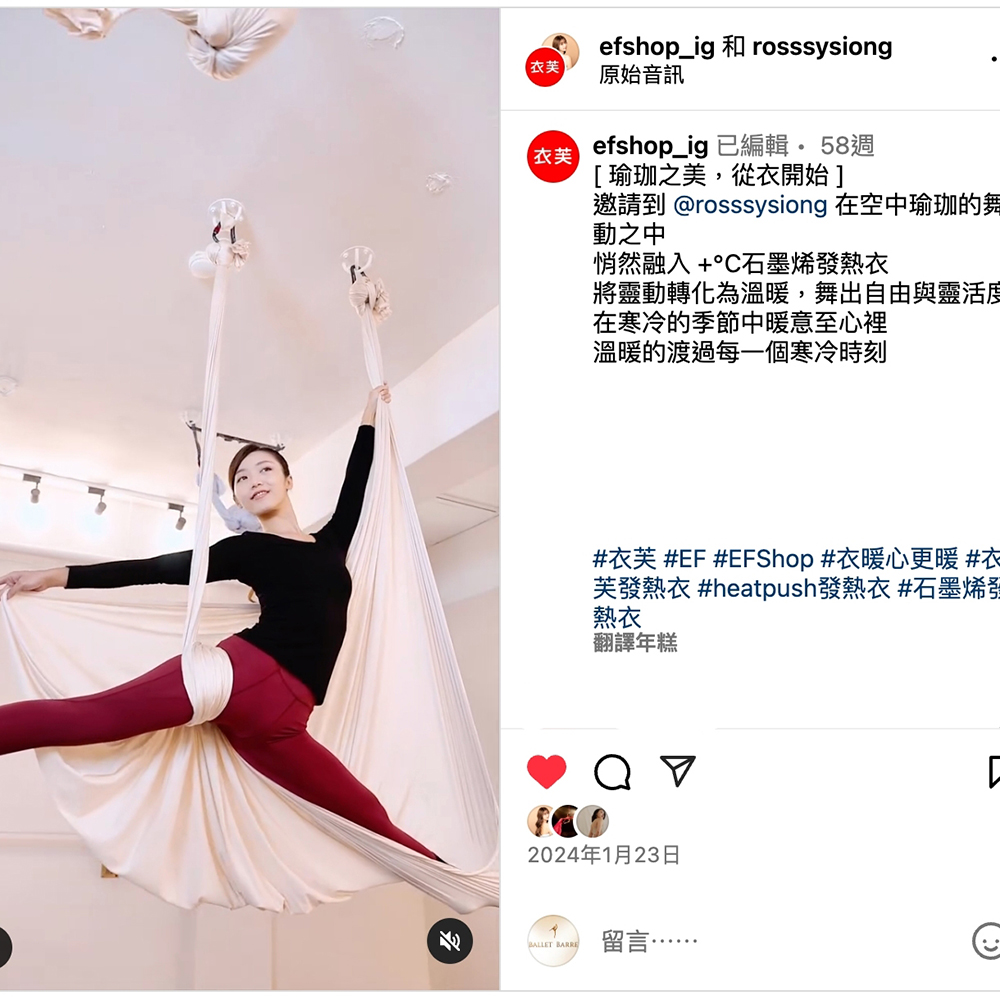 衣芙
efshop_ig 和 rosssysiong
原始音訊
衣芙
efshop_ig 已編輯・ 58週
[ 瑜珈之美，從衣開始 ]
邀請到 @rosssysiong 在空中瑜珈的舞
動之中
悄然融入 +°C石墨烯發熱衣
將靈動轉化為溫暖，舞出自由與靈活度
在寒冷的季節中暖意至心裡
溫暖的渡過每一個寒冷時刻
#衣芙 #EF #EFShop #衣暖心更暖 #衣
芙發熱衣 #heatpush發熱衣 #石墨烯發
熱衣
翻譯年糕
2024年1月23日
BALLET BARRE
留言⋯⋯